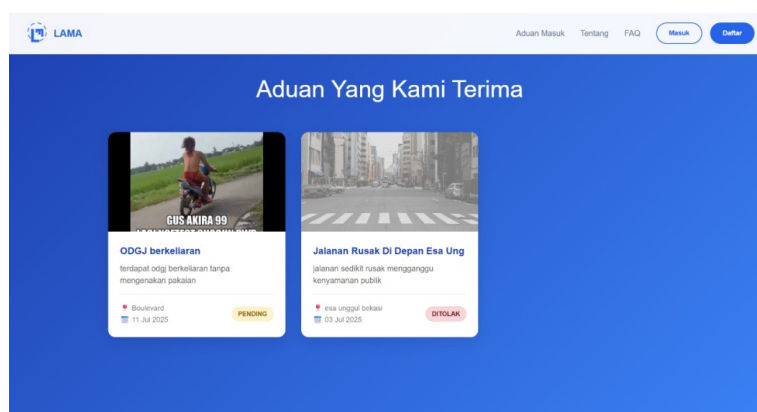 LAMA
Aduan Masuk
Tentang
FAQ
Masuk
Daftar
Aduan Yang Kami Terima
GUS AKIRA 99
ODGJ berkeliaran
terdapat odgj berkeliaran tanpa
mengenakan pakaian
Boulevard
11 Jul 2025
PENDING
Jalanan Rusak Di Depan Esa Ung
jalanan sedikit rusak mengganggu
kenyamanan publik
esa unggul bekasi
03 Jul 2025
DITOLAK